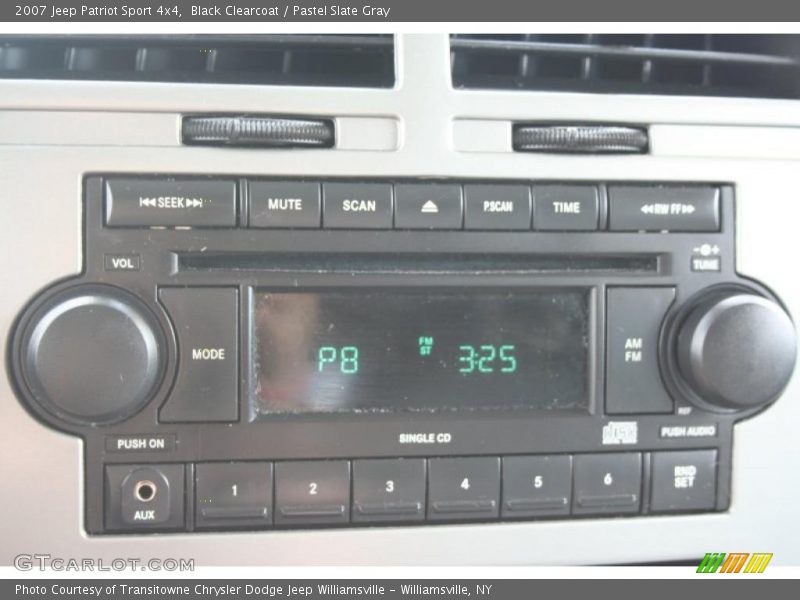 2007 Jeep Patriot Sport 4x4,  Black Clearcoat / Pastel Slate Gray
SEEK
MUTE
SCAN
P.SCAN
TIME
RW FF
VOL
- +
TUNE
MODE
P8
FM
ST
3:25
AM
FM
REF
PUSH ON
SINGLE CD
disc
PUSH AUDIO
AUX
1
2
3
4
5
6
RND
SET
GTcarlot.com
Photo Courtesy of Transitowne Chrysler Dodge Jeep Williamsville - Williamsville, NY